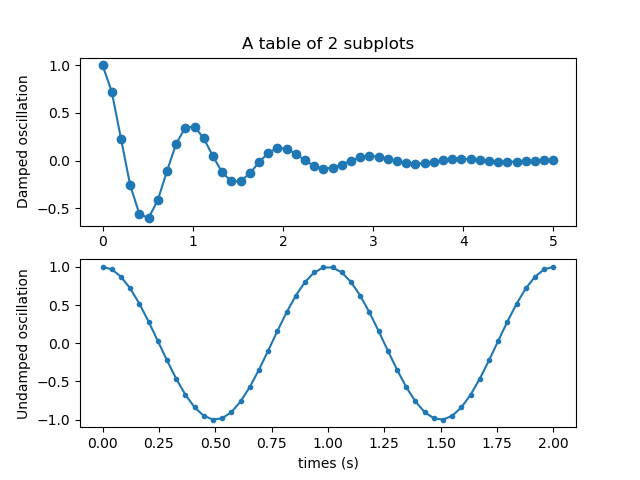 A table of 2 subplots
Damped oscillation
1.0
0.5
0.0
−0.5
0 1 2 3 4 5
Undamped oscillation
1.0
0.5
0.0
−0.5
−1.0
0.00 0.25 0.50 0.75 1.00 1.25 1.50 1.75 2.00
times (s)